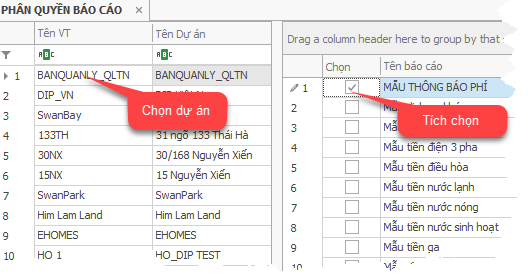 PHÂN QUYỀN BÁO CÁO
Tên VT Tên Dự án
1 BANQUANLY_QLTN BANQUANLY_QLTN
2 DIP_VN
3 SwanBay
4 133TH 31 ngõ 133 Thái Hà
5 30NX 30/168 Nguyễn Xiển
6 15NX 15 Nguyễn Xiển
7 SwanPark SwanPark
8 Him Lam Land Him Lam Land
9 EHOMES EHOMES
10 HO 1 HO_DIP TEST
Chọn dự án
Drag a column header here to group by that
Chọn Tên báo cáo
1 MẪU THÔNG BÁO PHÍ
2
3
4 Mẫu tiền điện 3 pha
5 Mẫu tiền điều hòa
6 Mẫu tiền nước lạnh
7 Mẫu tiền nước nóng
8 Mẫu tiền nước sinh hoạt
9 Mẫu tiền ga
10
Tích chọn